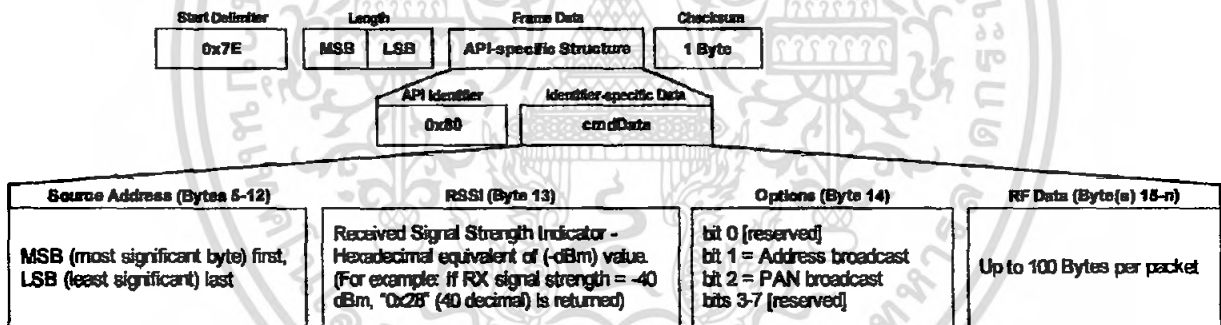 Start Delimiter Length Frame Data Checksum
0x7E MSB LSB API-specific Structure 1 Byte
API Identifier Identifier-specific Data
0x80 cmdData
Source Address (Bytes 5-12) RSSI (Byte 13) Options (Byte 14) RF Data (Byte(s) 15-n)
MSB (most significant byte) first,
LSB (least significant) last
Received Signal Strength Indicator -
Hexadecimal equivalent of (-dBm) value.
(For example: If RX signal strength = -40
dBm, "0x28" (40 decimal) is returned)
bit 0 [reserved]
bit 1 = Address broadcast
bit 2 = PAN broadcast
bits 3-7 [reserved]
Up to 100 Bytes per packet